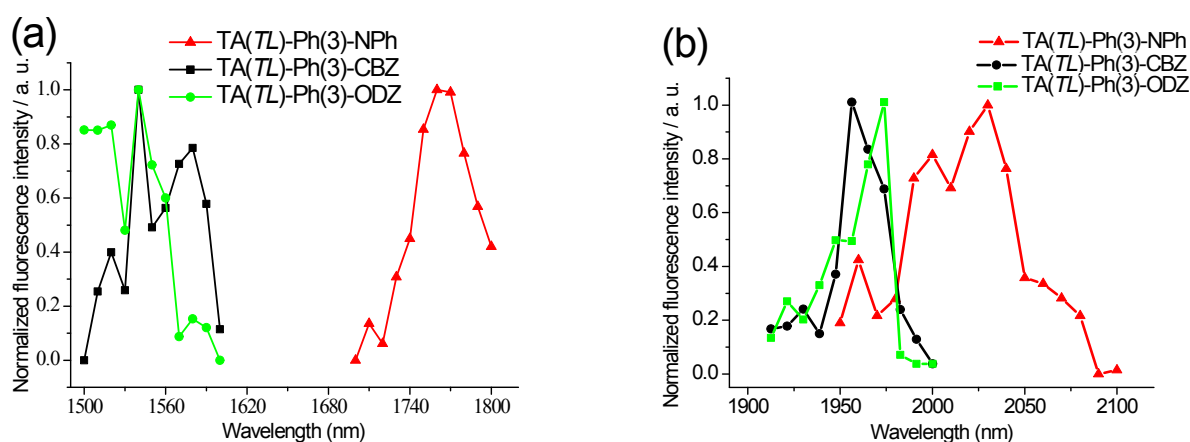 (a)
TA(TL)-Ph(3)-NPh
TA(TL)-Ph(3)-CBZ
TA(TL)-Ph(3)-ODZ
Normalized fluorescence intensity / a. u.
1.0
0.8
0.6
0.4
0.2
0.0
1500 1560 1620 1680 1740 1800
Wavelength (nm)
(b)
TA(TL)-Ph(3)-NPh
TA(TL)-Ph(3)-CBZ
TA(TL)-Ph(3)-ODZ
Normalized fluorescence intensity / a. u.
1.0
0.8
0.6
0.4
0.2
0.0
1900 1950 2000 2050 2100
Wavelength (nm)